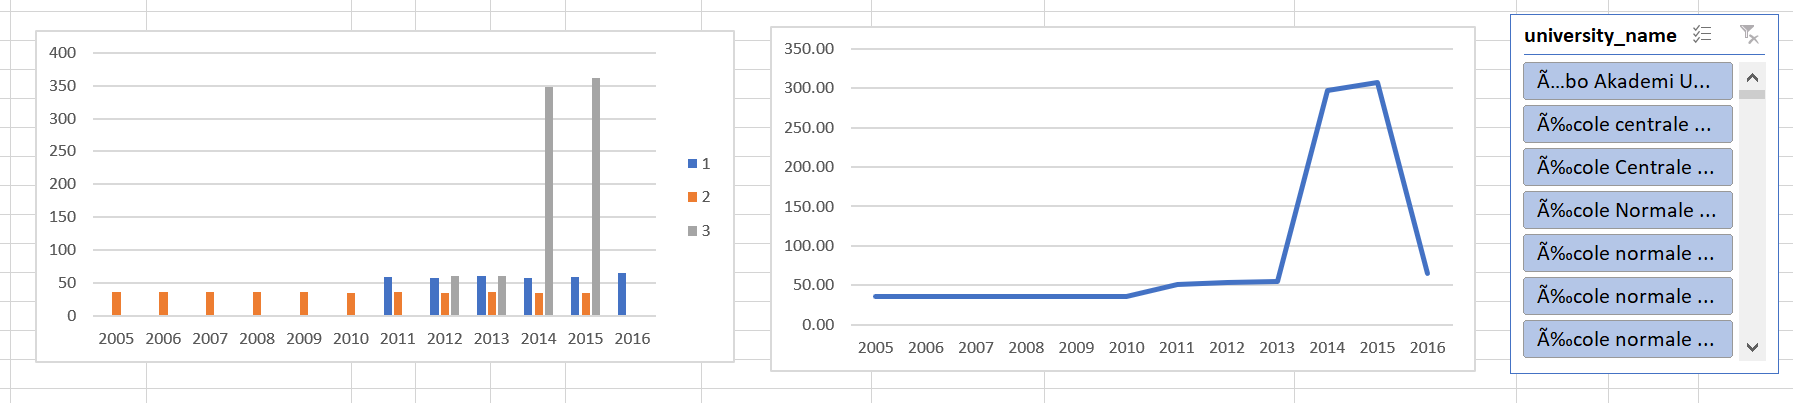 400
350
300
250
200
150
100
50
0
2005 2006 2007 2008 2009 2010 2011 2012 2013 2014 2015 2016
1
2
3
350.00
300.00
250.00
200.00
150.00
100.00
50.00
0.00
2005 2006 2007 2008 2009 2010 2011 2012 2013 2014 2015 2016
university_name
Ã…bo Akademi U...
Ã‰cole centrale ...
Ã‰cole Centrale ...
Ã‰cole Normale ...
Ã‰cole normale ...
Ã‰cole normale ...
Ã‰cole normale ...